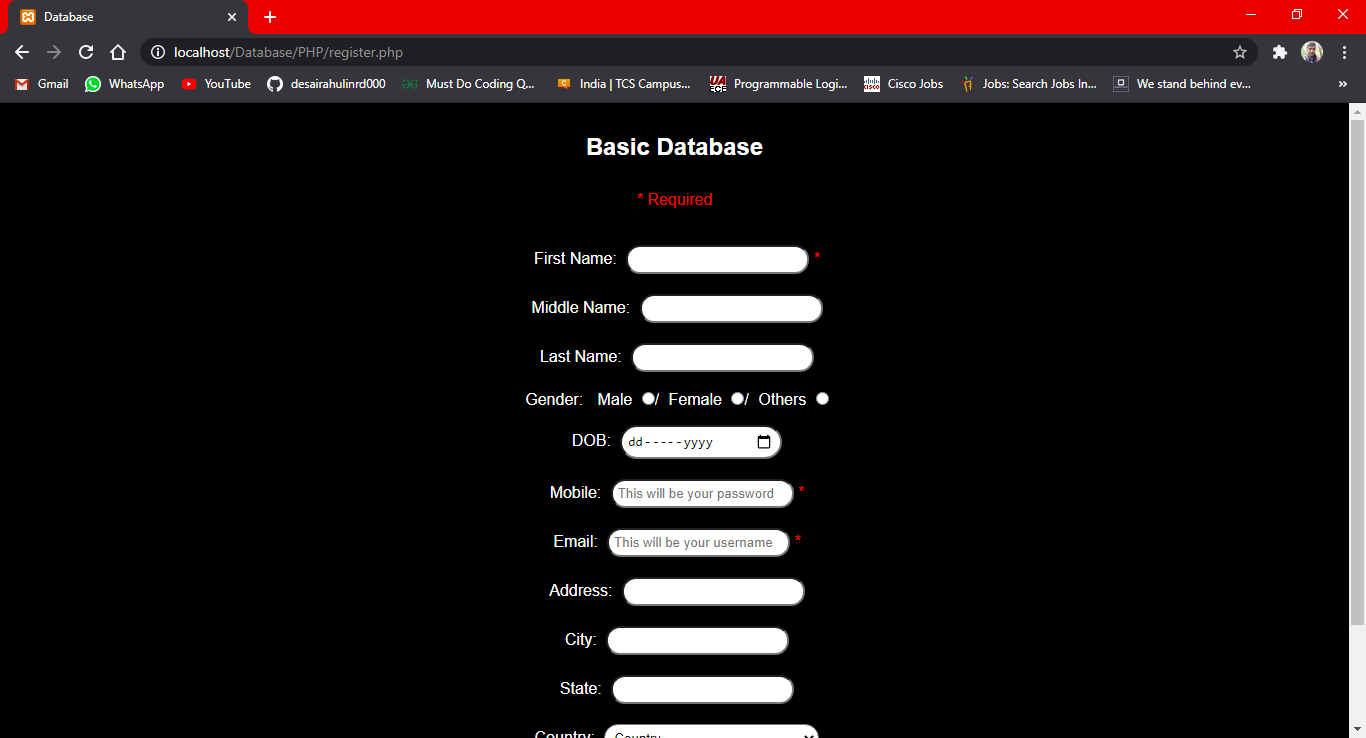 Database
localhost/Database/PHP/register.php
Gmail WhatsApp YouTube desairahulinrd000 Must Do Coding Q... India | TCS Campus... Programmable Logi... Cisco Jobs Jobs: Search Jobs In... We stand behind ev... »
Basic Database
* Required
First Name: *
Middle Name:
Last Name:
Gender: Male / Female / Others
DOB: dd-----yyyy
Mobile: This will be your password *
Email: This will be your username *
Address:
City:
State:
Country: Country